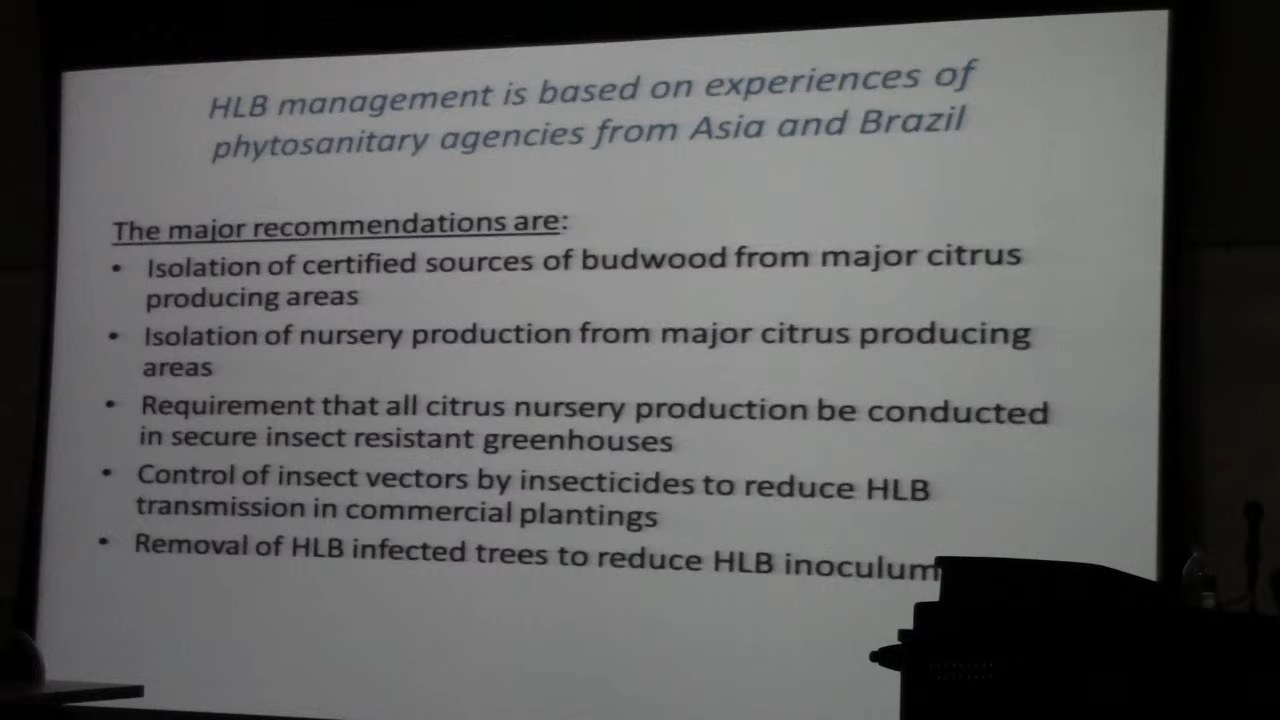 HLB management is based on experiences of
phytosanitary agencies from Asia and Brazil
The major recommendations are:
• Isolation of certified sources of budwood from major citrus
producing areas
• Isolation of nursery production from major citrus producing
areas
• Requirement that all citrus nursery production be conducted
in secure insect resistant greenhouses
• Control of insect vectors by insecticides to reduce HLB
transmission in commercial plantings
• Removal of HLB infected trees to reduce HLB inoculum